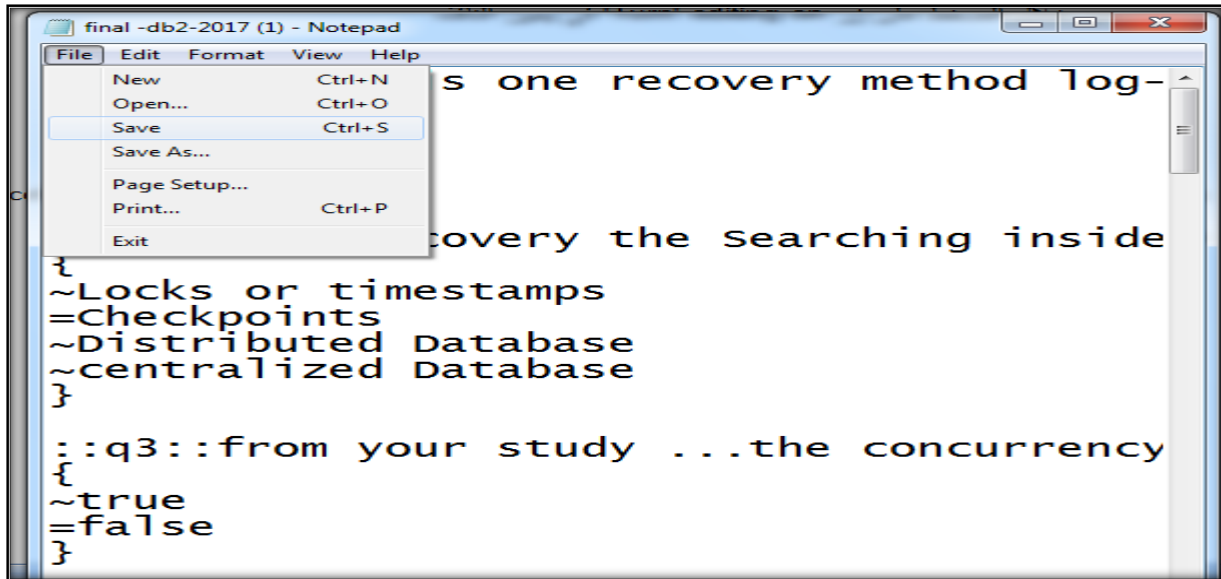 final -db2-2017 (1) - Notepad
File Edit Format View Help
New Ctrl+N
Open... Ctrl+O
Save Ctrl+S
Save As...
Page Setup...
Print... Ctrl+P
Exit
s one recovery method log-
covery the Searching inside
{
~Locks or timestamps
=Checkpoints
~Distributed Database
~centralized Database
}
::q3::from your study ...the concurrency
{
~true
=false
}